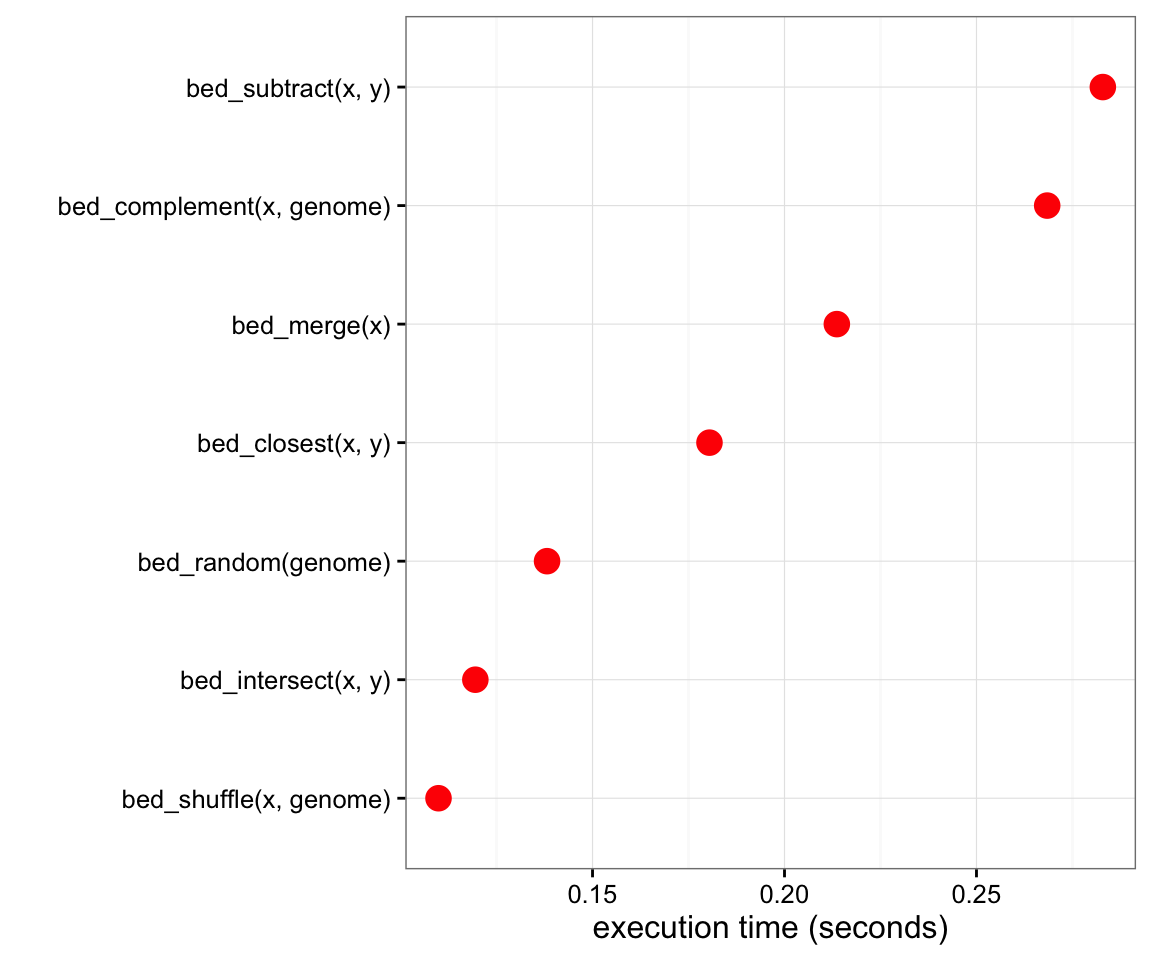 bed_subtract(x, y)
bed_complement(x, genome)
bed_merge(x)
bed_closest(x, y)
bed_random(genome)
bed_intersect(x, y)
bed_shuffle(x, genome)
0.15 0.20 0.25
execution time (seconds)